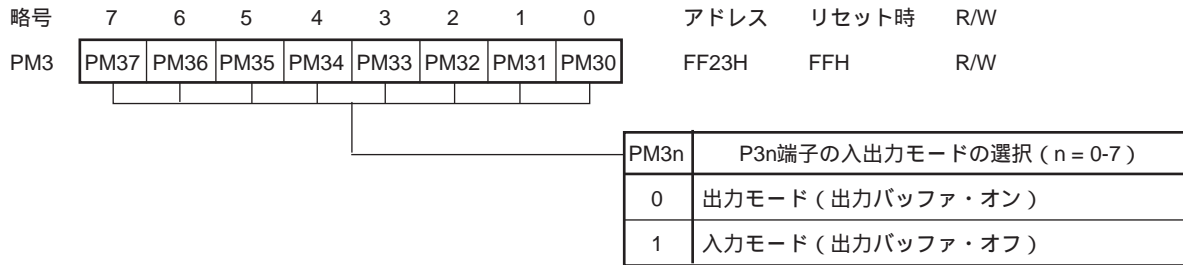 略号 7 6 5 4 3 2 1 0 アドレス リセット時 R/W
PM3 PM37 PM36 PM35 PM34 PM33 PM32 PM31 PM30 FF23H FFH R/W
PM3n P3n端子の入出力モードの選択（n = 0-7）
0 出力モード（出力バッファ・オン）
1 入力モード（出力バッファ・オフ）